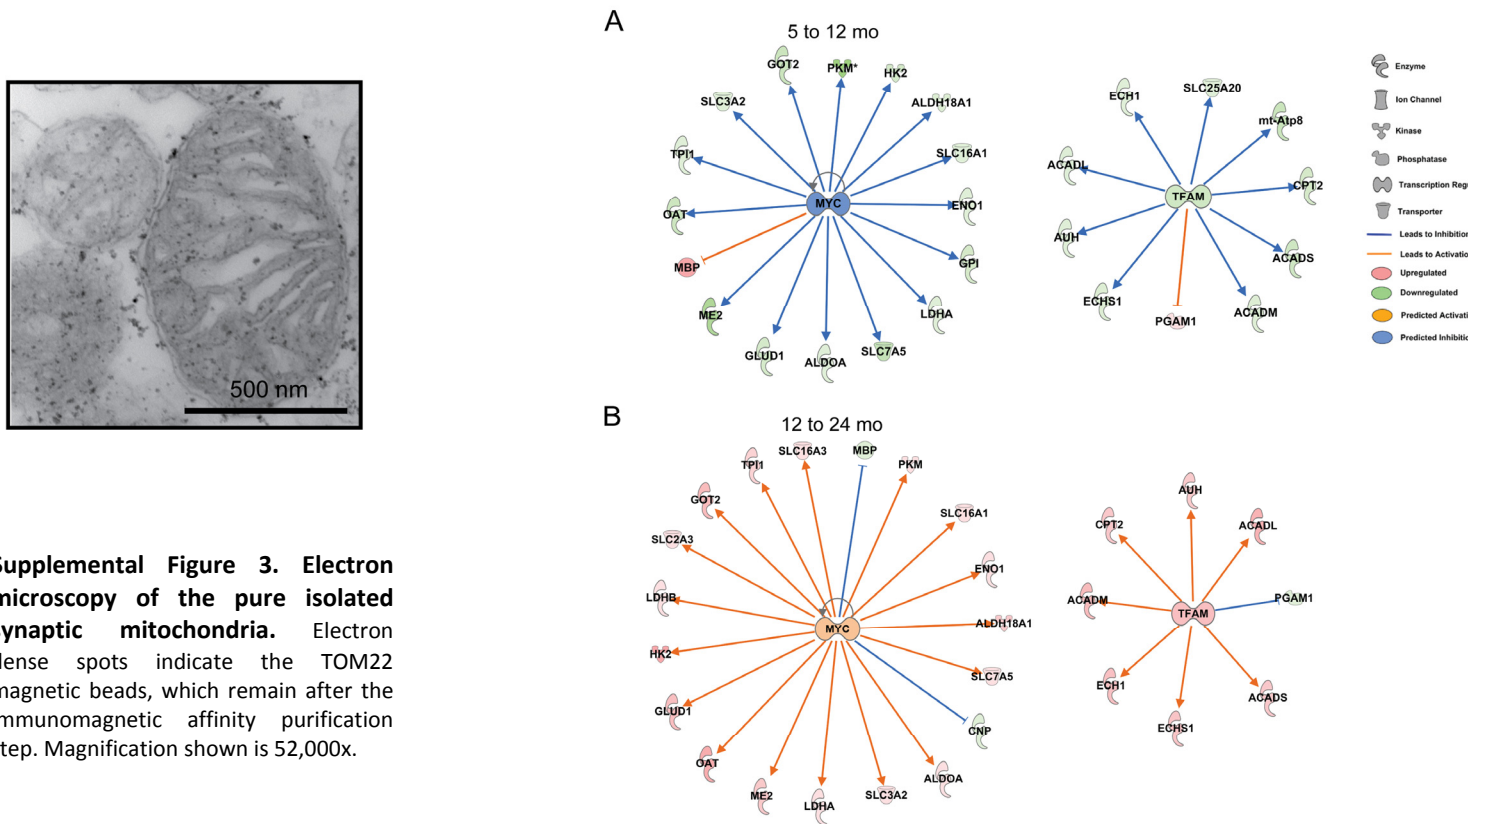 500 nm
Supplemental Figure 3. Electron
microscopy of the pure isolated
synaptic mitochondria. Electron
dense spots indicate the TOM22
magnetic beads, which remain after the
immunomagnetic affinity purification
step. Magnification shown is 52,000x.
A
5 to 12 mo
GOT2
PKM*
HK2
SLC3A2
ALDH18A1
TPI1
SLC16A1
MYC
OAT
ENO1
MBP
GPI
ME2
LDHA
GLUD1
ALDOA
SLC7A5
ECH1
SLC25A20
mt-Atp8
ACADL
CPT2
TFAM
AUH
ACADS
ECHS1
PGAM1
ACADM
Enzyme
Ion Channel
Kinase
Phosphatase
Transcription Regu
Transporter
Leads to Inhibition
Leads to Activatio
Upregulated
Downregulated
Predicted Activati
Predicted Inhibitic
B
12 to 24 mo
SLC16A3
MBP
TPI1
PKM
GOT2
SLC16A1
SLC2A3
ENO1
LDHB
ALDH18A1
MYC
HK2
SLC7A5
GLUD1
CNP
OAT
ALDOA
ME2
LDHA
SLC3A2
AUH
CPT2
ACADL
ACADM
PGAM1
TFAM
ECH1
ACADS
ECHS1